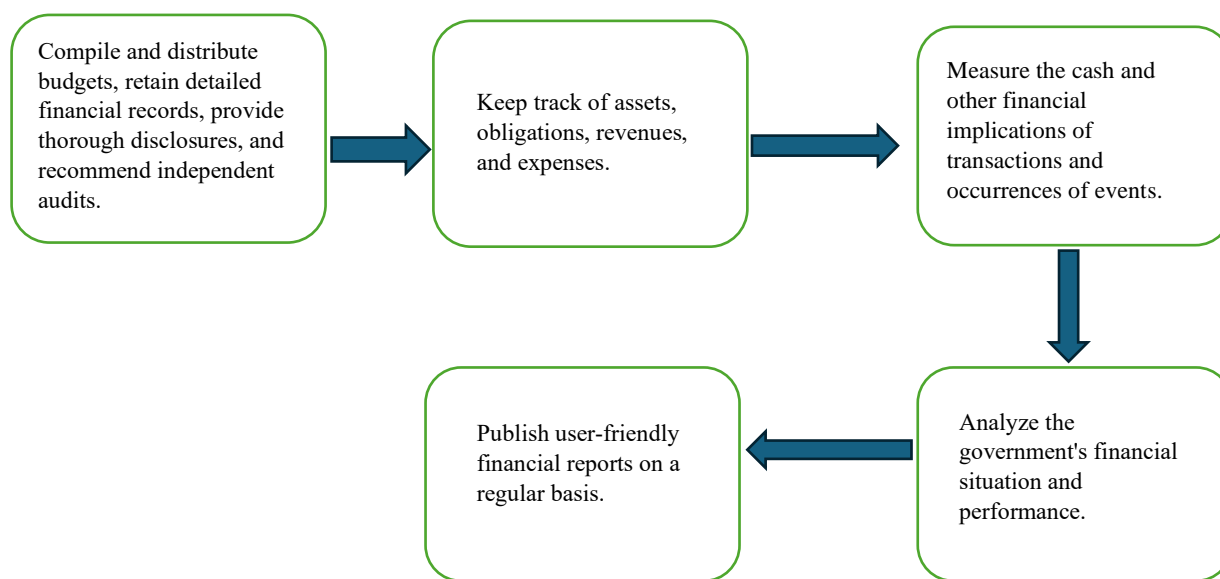 Compile and distribute
budgets, retain detailed
financial records, provide
thorough disclosures, and
recommend independent
audits.
Keep track of assets,
obligations, revenues,
and expenses.
Measure the cash and
other financial
implications of
transactions and
occurrences of events.
Analyze the
government's financial
situation and
performance.
Publish user-friendly
financial reports on a
regular basis.